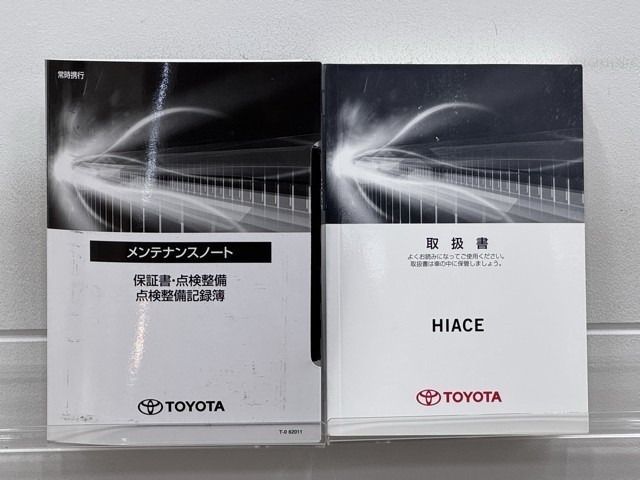 常時携行
メンテナンスノート
保証書・点検整備
点検整備記録簿
TOYOTA
T-0 62011
取扱書
よくお読みになってご使用ください。
取扱書は車の中に保管しましょう。
HIACE
TOYOTA